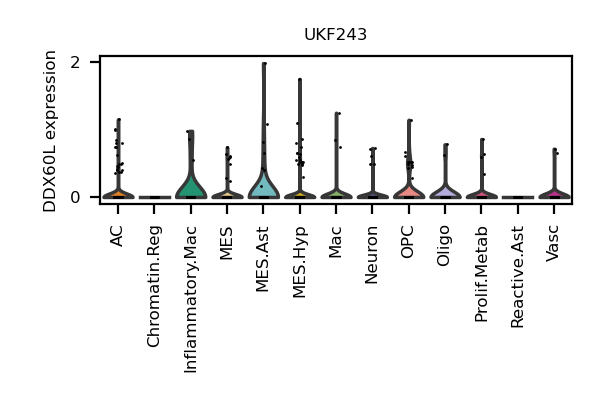 UKF243
DDX60L expression
2
0
AC
Chromatin.Reg
Inflammatory.Mac
MES
MES.Ast
MES.Hyp
Mac
Neuron
OPC
Oligo
Prolif.Metab
Reactive.Ast
Vasc